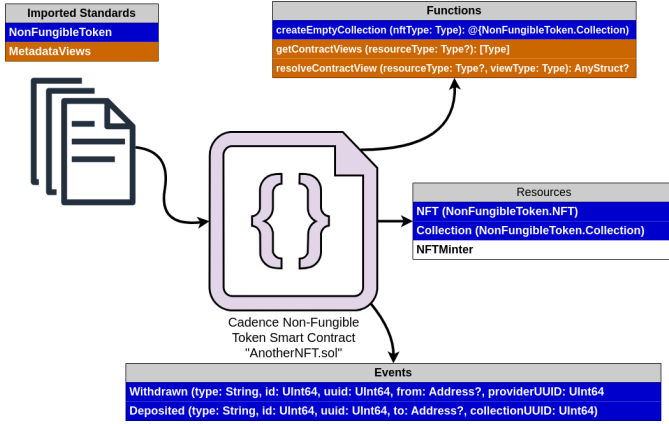 Imported Standards
NonFungibleToken
MetadataViews
Functions
createEmptyCollection (nftType: Type): @{NonFungibleToken.Collection)
getContractViews (resourceType: Type?): [Type]
resolveContractView (resourceType: Type?, viewType: Type): AnyStruct?
{ }
Resources
NFT (NonFungibleToken.NFT)
Collection (NonFungibleToken.Collection)
NFTMinter
Cadence Non-Fungible
Token Smart Contract
"AnotherNFT.sol"
Events
Withdrawn (type: String, id: UInt64, uuid: UInt64, from: Address?, providerUUID: UInt64
Deposited (type: String, id: UInt64, uuid: UInt64, to: Address?, collectionUUID: UInt64)